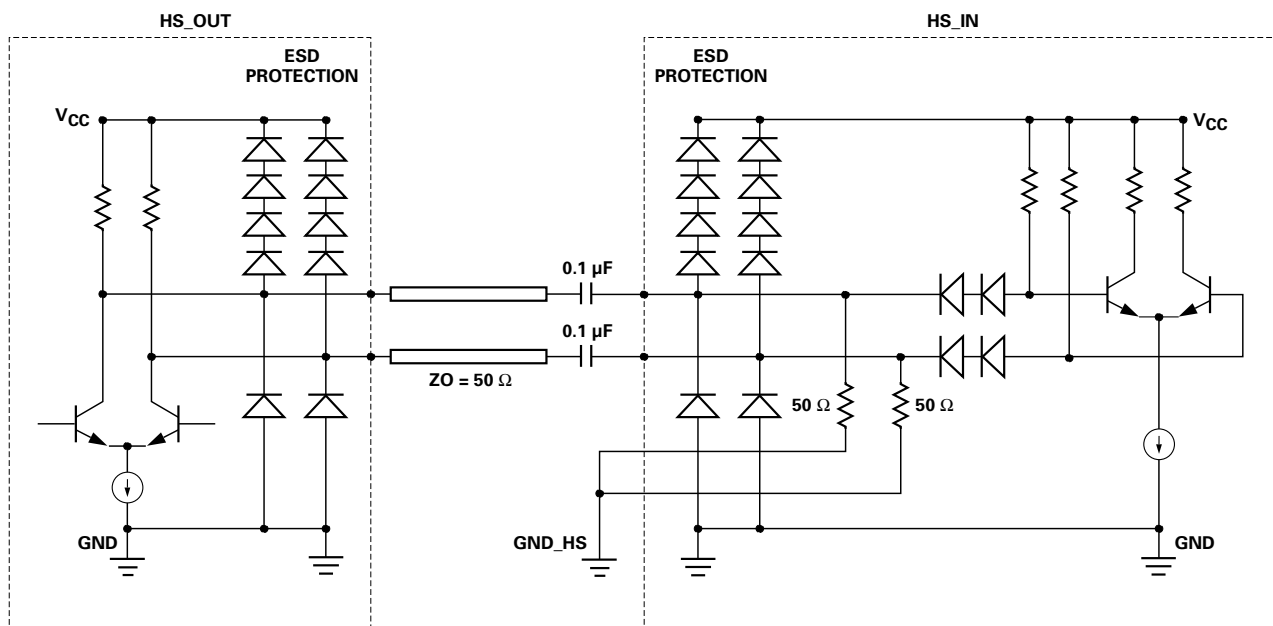 HS_OUT
HS_IN
ESD
PROTECTION
ESD
PROTECTION
VCC
VCC
0.1 µF
0.1 µF
ZO = 50 Ω
50 Ω
50 Ω
GND
GND_HS
GND